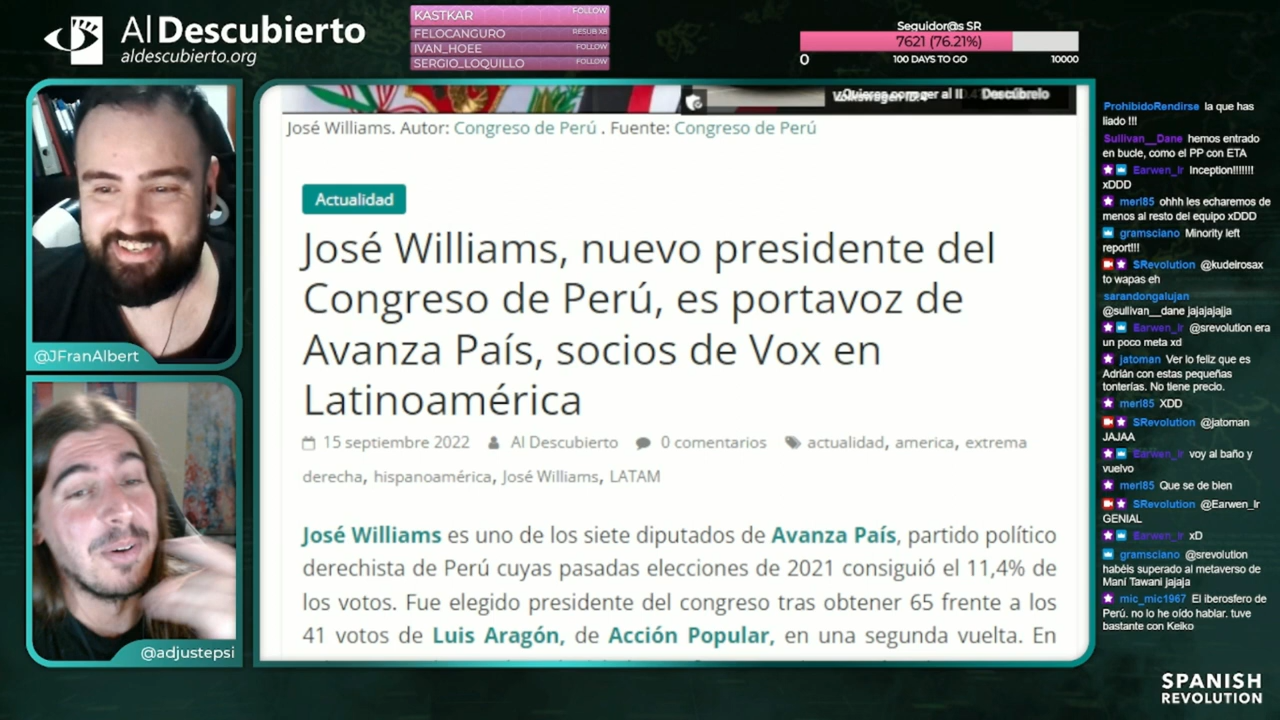 Al Descubierto
aldescubierto.org
KASTKAR FOLLOW
FELOCANGURO RESUB X8
IVAN_HOEE FOLLOW
SERGIO_LOQUILLO FOLLOW
Seguidor@s SR
7621 (76.21%)
0 100 DAYS TO GO 10000
@JFranAlbert
@adjustepsi
Descúbrelo
José Williams. Autor: Congreso de Perú . Fuente: Congreso de Perú
Actualidad
José Williams, nuevo presidente del
Congreso de Perú, es portavoz de
Avanza País, socios de Vox en
Latinoamérica
15 septiembre 2022 Al Descubierto 0 comentarios actualidad, america, extrema
derecha, hispanoamérica, José Williams, LATAM
José Williams es uno de los siete diputados de Avanza País, partido político
derechista de Perú cuyas pasadas elecciones de 2021 consiguió el 11,4% de
los votos. Fue elegido presidente del congreso tras obtener 65 frente a los
41 votos de Luis Aragón, de Acción Popular, en una segunda vuelta. En
ProhibidoRendirse la que has
liado !!!
Sullivan__Dane hemos entrado
en bucle, como el PP con ETA
Earwen_Ir Inception!!!!!!!
xDDD
merl85 ohhh les echaremos de
menos al resto del equipo xDDD
gramsciano Minority left
report!!!
SRevolution @kudeirosax
to wapas eh
sarandongalujan
@sullivan__dane jajajajajja
Earwen_Ir @srevolution era
un poco meta xd
jatoman Ver lo feliz que es
Adrián con estas pequeñas
tonterías. No tiene precio.
merl85 XDD
SRevolution @jatoman
JAJAA
Earwen_Ir voy al baño y
vuelvo
merl85 Que se de bien
SRevolution @Earwen_Ir
GENIAL
Earwen_Ir xD
gramsciano @srevolution
habéis superado al metaverso de
Maní Tawani jajaja
mic_mic1967 El iberosfero de
Perú. no lo he oído hablar. tuve
bastante con Keiko
SPANISH
REVOLUTION